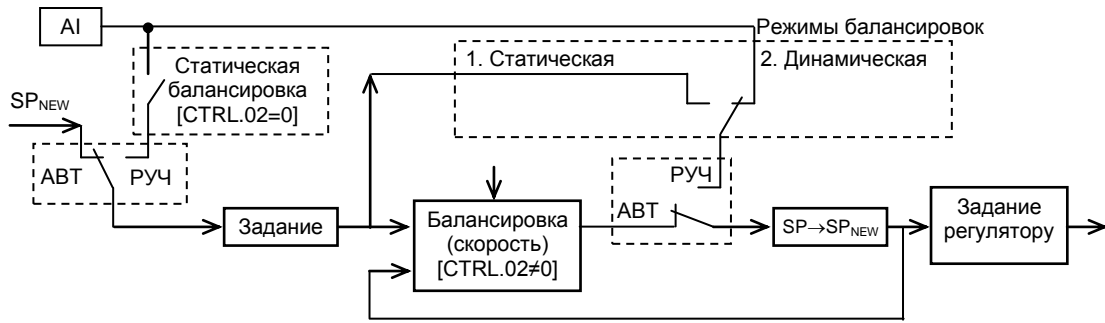 AI
Режимы балансировок
Статическая
балансировка
[CTRL.02=0]
1. Статическая
2. Динамическая
SPNEW
АВТ
РУЧ
РУЧ
АВТ
Задание
Балансировка
(скорость)
[CTRL.02≠0]
SP→SPNEW
Задание
регулятору